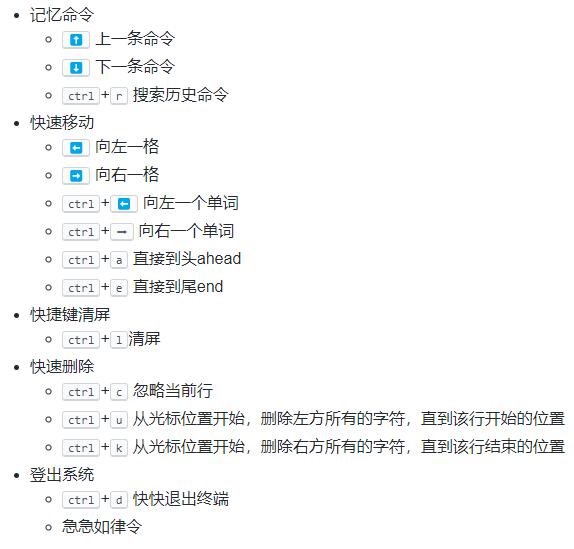 记忆命令
⬆ 上一条命令
⬇ 下一条命令
ctrl+r 搜索历史命令
快速移动
⬅ 向左一格
➡ 向右一格
ctrl+⬅ 向左一个单词
ctrl+➡ 向右一个单词
ctrl+a 直接到头ahead
ctrl+e 直接到尾end
快捷键清屏
ctrl+l清屏
快速删除
ctrl+c 忽略当前行
ctrl+u 从光标位置开始，删除左方所有的字符，直到该行开始的位置
ctrl+k 从光标位置开始，删除右方所有的字符，直到该行结束的位置
登出系统
ctrl+d 快快退出终端
急急如律令